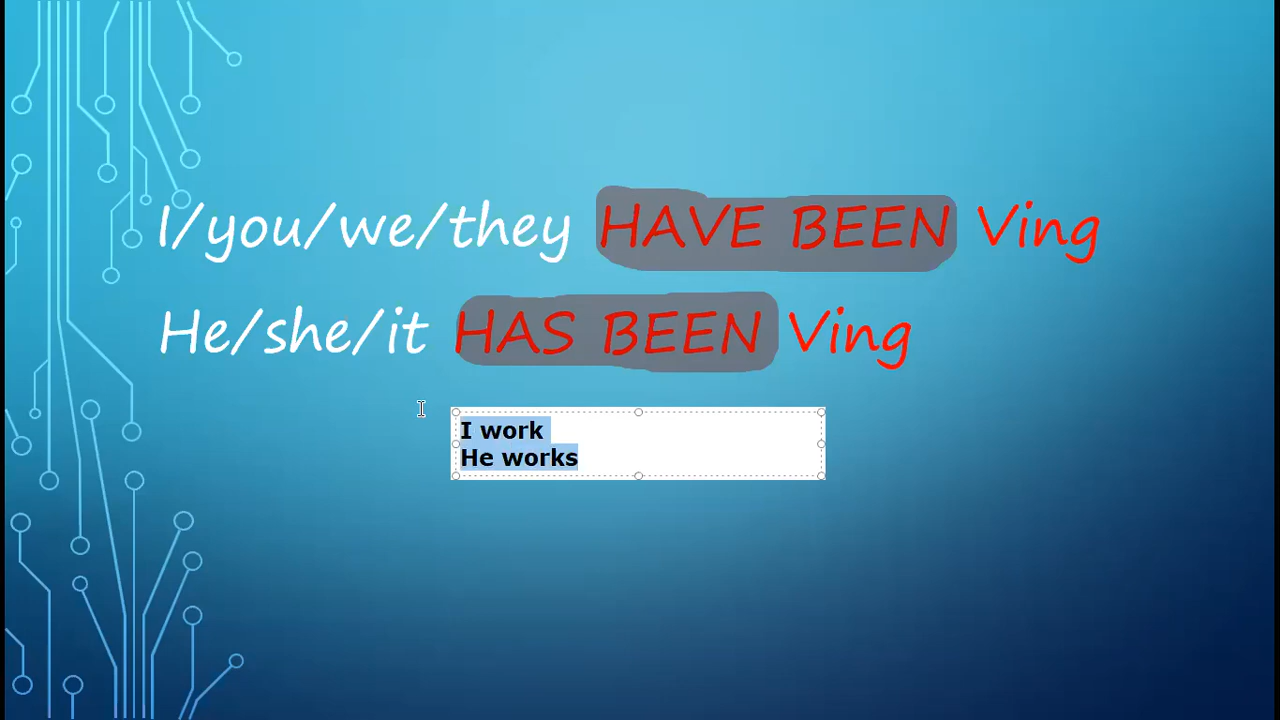 I/you/we/they HAVE BEEN Ving
He/she/it HAS BEEN Ving
I work
He works